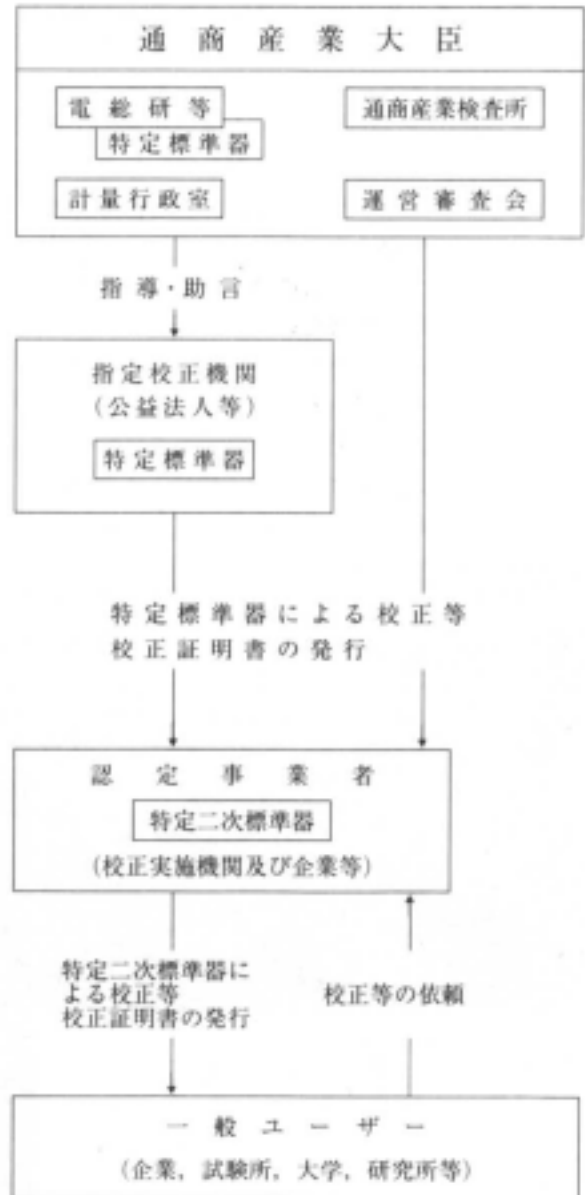 通商産業大臣
電総研等
特定標準器
通商産業検査所
計量行政室
運営審査会
指導・助言
指定校正機関
(公益法人等)
特定標準器
特定標準器による校正等
校正証明書の発行
認定事業者
特定二次標準器
(校正実施機関及び企業等)
特定二次標準器に
よる校正等
校正証明書の発行
校正等の依頼
一般ユーザー
(企業, 試験所, 大学, 研究所等)